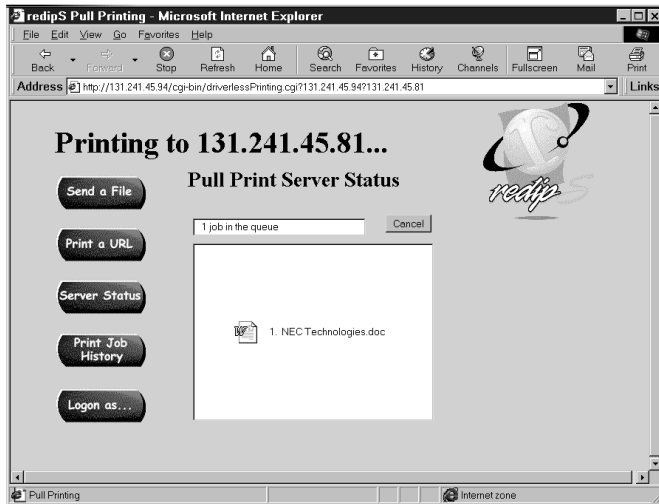 redipS Pull Printing - Microsoft Internet Explorer
File Edit View Go Favorites Help
Back Forward Stop Refresh Home Search Favorites History Channels Fullscreen Mail Print
Address http://131.241.45.94/cgi-bin/driverlessPrinting.cgi?131.241.45.94?131.241.45.81 Links
Printing to 131.241.45.81...
redipS
Pull Print Server Status
Send a File
1 job in the queue Cancel
Print a URL
Server Status
1. NEC Technologies.doc
Print Job
History
Logon as...
Pull Printing Internet zone